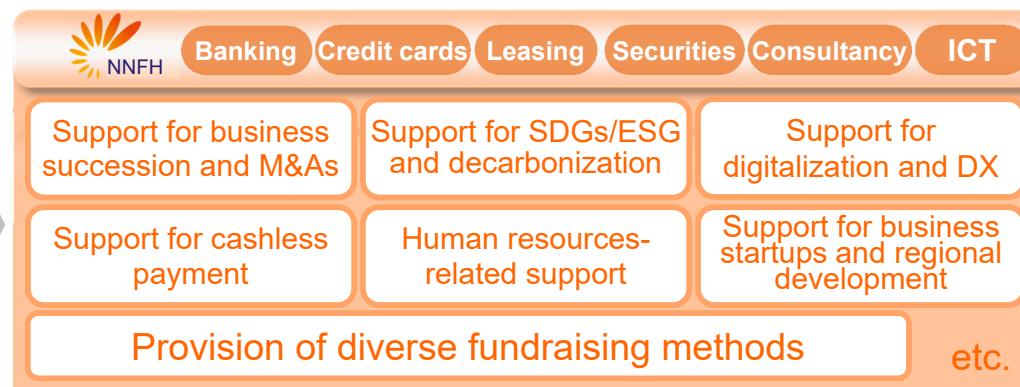 NNFH
Banking
Credit cards
Leasing
Securities
Consultancy
ICT
Support for business
succession and M&As
Support for SDGs/ESG
and decarbonization
Support for
digitalization and DX
Support for cashless
payment
Human resources-
related support
Support for business
startups and regional
development
Provision of diverse fundraising methods
etc.